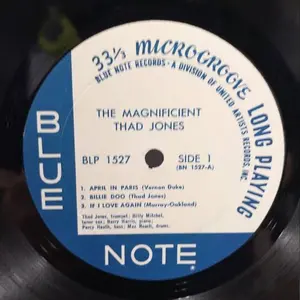 33⅓ MICROGROOVE LONG PLAYING
BLUE NOTE RECORDS · A DIVISION OF UNITED ARTISTS RECORDS, INC.
THE MAGNIFICIENT
THAD JONES
BLP 1527 SIDE 1
(BN 1527-A)
1. APRIL IN PARIS (Vernon Duke)
2. BILLIE DOO (Thad Jones)
3. IF I LOVE AGAIN (Murray-Oakland)
Thad Jones, trumpet; Billy Mitchel,
tenor sax; Barry Harris, piano;
Percy Heath, bass; Max Roach, drums.
BLUE
NOTE